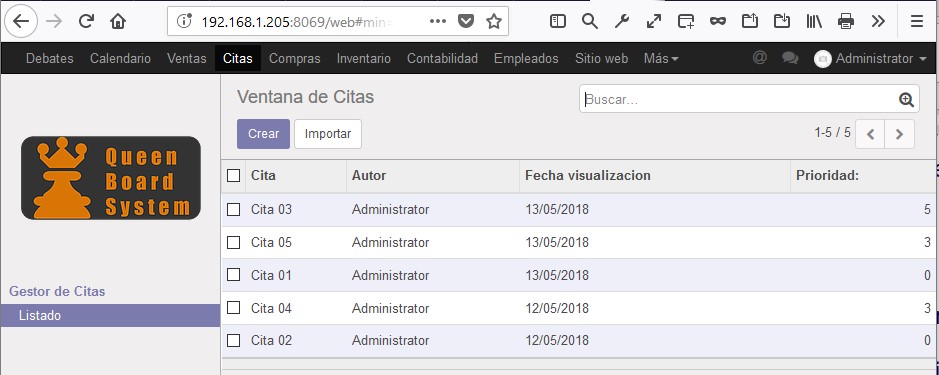 192.168.1.205:8069/web#min
Debates Calendario Ventas Citas Compras Inventario Contabilidad Empleados Sitio web Más @ Administrator
Ventana de Citas Buscar...
Crear Importar 1-5 / 5
Queen
Board
System
Cita Autor Fecha visualizacion Prioridad:
Cita 03 Administrator 13/05/2018 5
Cita 05 Administrator 13/05/2018 3
Cita 01 Administrator 13/05/2018 0
Cita 04 Administrator 12/05/2018 3
Cita 02 Administrator 12/05/2018 0
Gestor de Citas
Listado